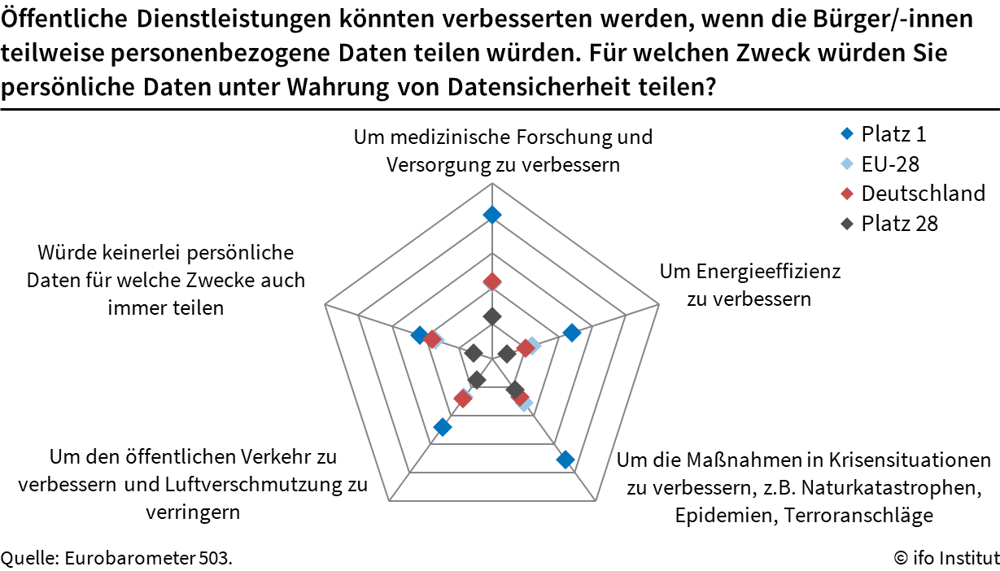 Öffentliche Dienstleistungen könnten verbesserten werden, wenn die Bürger/-innen
teilweise personenbezogene Daten teilen würden. Für welchen Zweck würden Sie
persönliche Daten unter Wahrung von Datensicherheit teilen?
Um medizinische Forschung und
Versorgung zu verbessern
Platz 1
EU-28
Deutschland
Platz 28
Würde keinerlei persönliche
Daten für welche Zwecke auch
immer teilen
Um Energieeffizienz
zu verbessern
Um den öffentlichen Verkehr zu
verbessern und Luftverschmutzung zu
verringern
Um die Maßnahmen in Krisensituationen
zu verbessern, z.B. Naturkatastrophen,
Epidemien, Terroranschläge
Quelle: Eurobarometer 503.
© ifo Institut